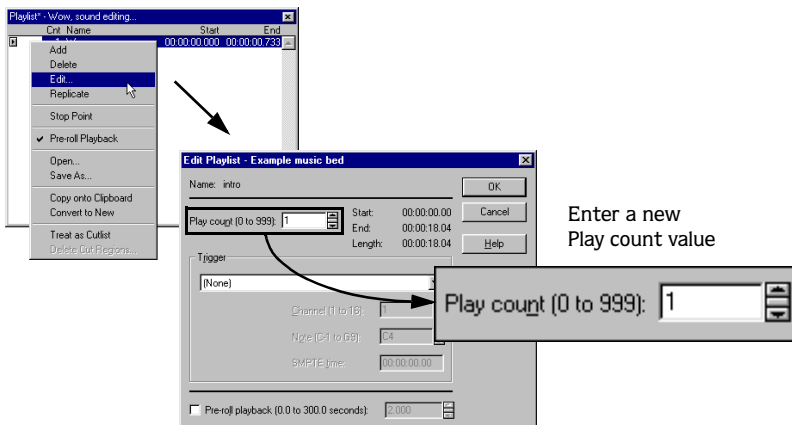 Playlist* - Wow, sound editing...
Cnt Name Start End
00:00:00.000 00:00:00.733
Add
Delete
Edit...
Replicate
Stop Point
Pre-roll Playback
Open...
Save As...
Copy onto Clipboard
Convert to New
Treat as Cutlist
Delete Cut Regions...
Edit Playlist - Example music bed
Name: intro
OK
Play count (0 to 999): 1
Start: 00:00:00.00
Cancel
End: 00:00:18.04
Length: 00:00:18.04
Help
Trigger
(None)
Channel (1 to 16): 1
Note (C-1 to G9): C4
SMPTE time: 00:00:00.00
Pre-roll playback (0.0 to 300.0 seconds): 2.000
Enter a new
Play count value
Play count (0 to 999): 1